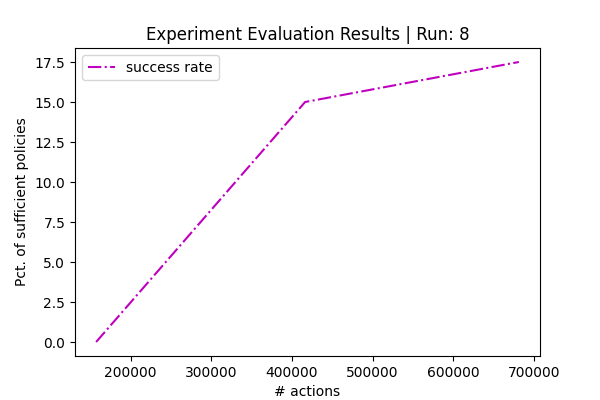 Experiment Evaluation Results | Run: 8
success rate
Pct. of sufficient policies
17.5
15.0
12.5
10.0
7.5
5.0
2.5
0.0
200000 300000 400000 500000 600000 700000
# actions